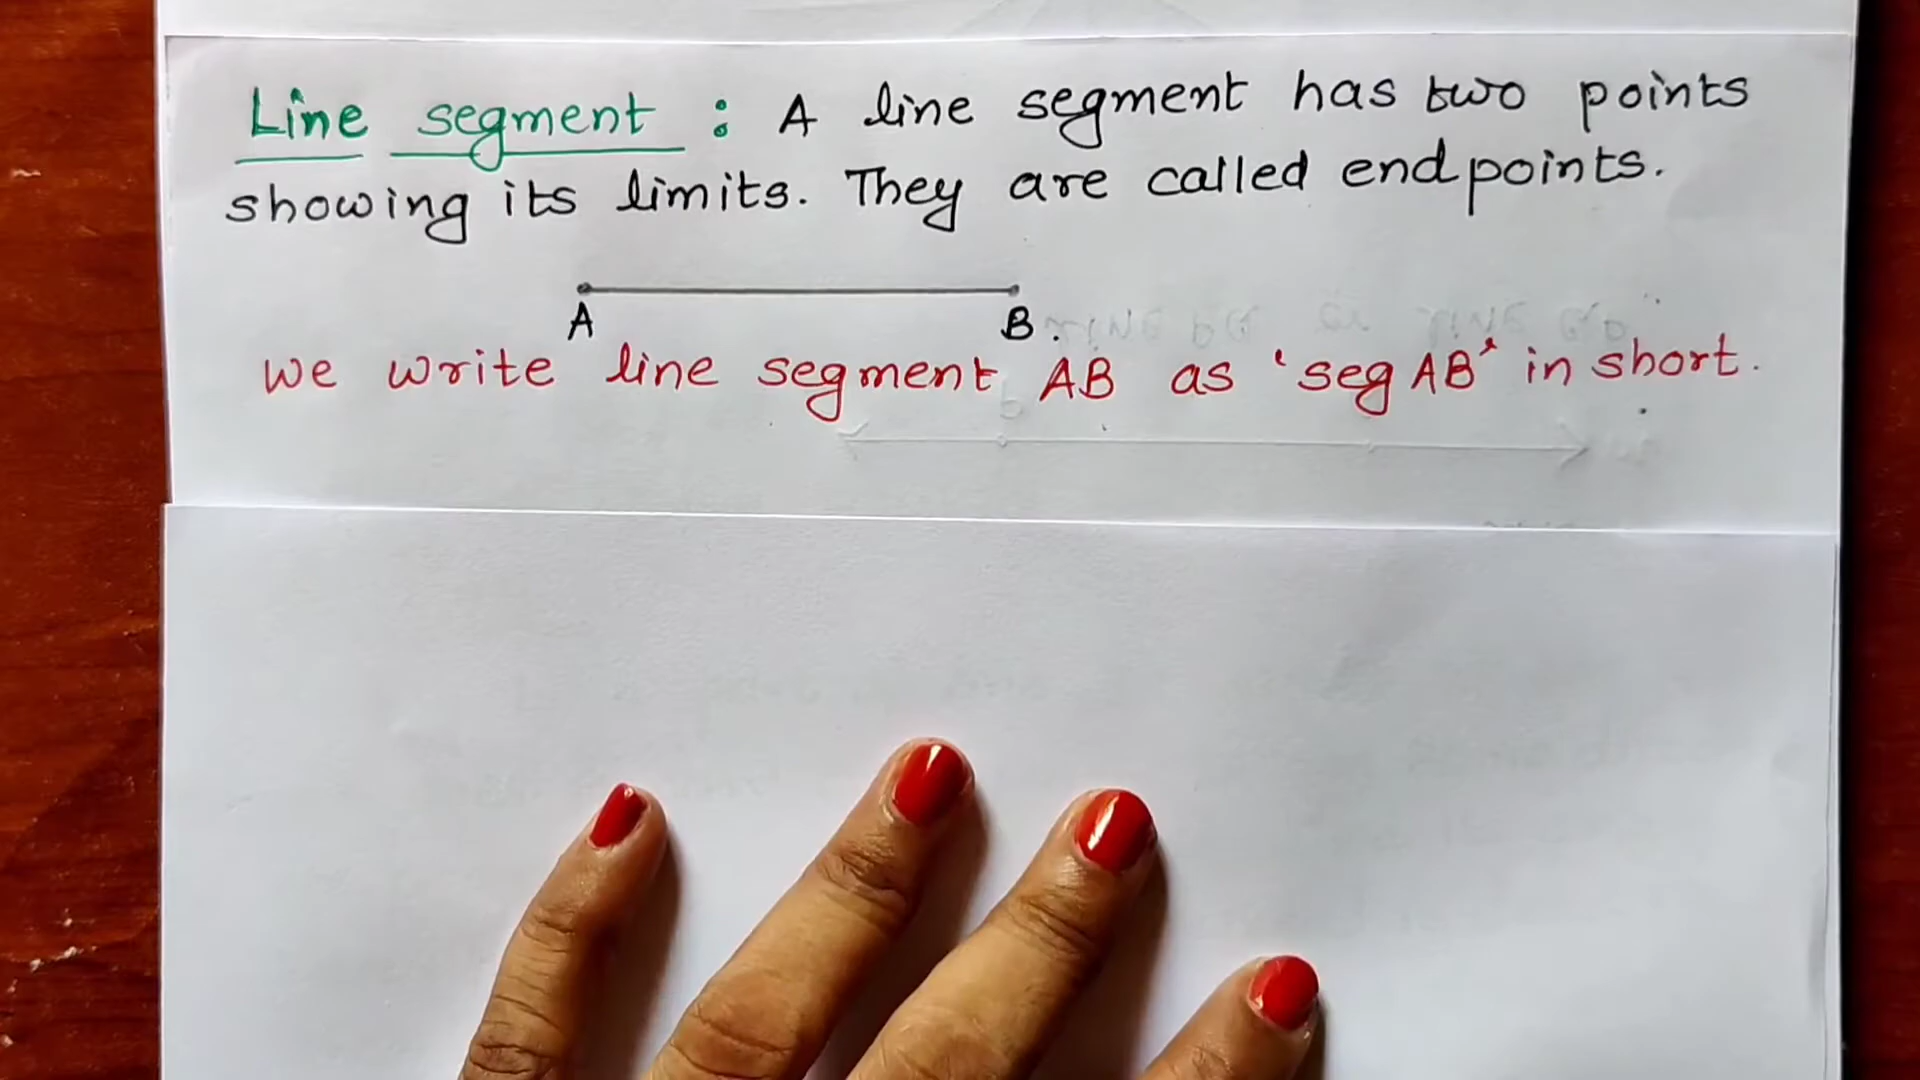 Line segment : A line segment has two points
showing its limits. They are called endpoints.
A B.
We write line segment AB as 'seg AB' in short.